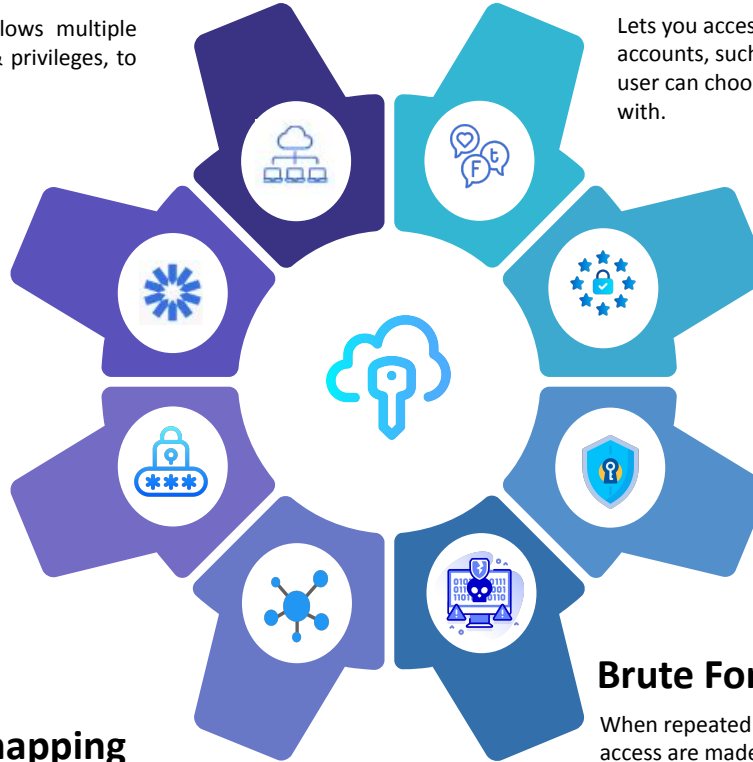 lows multiple
privileges, to
Lets you acces
accounts, such
user can choo
with.
F t
***
Brute For
When repeated
access are made
napping